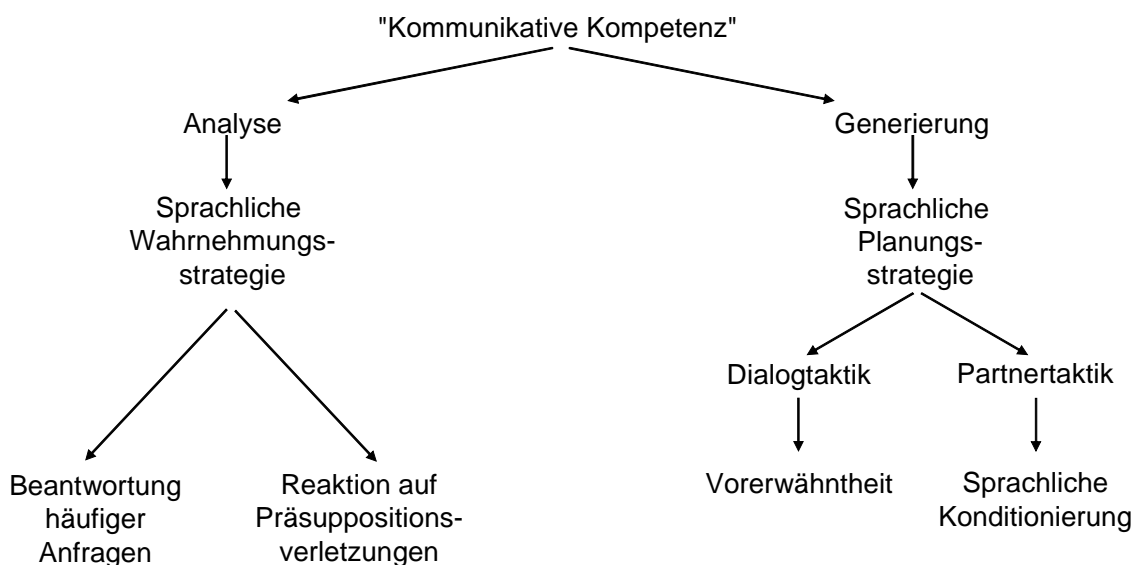 "Kommunikative Kompetenz"
Analyse
Generierung
Sprachliche
Wahrnehmungs-
strategie
Sprachliche
Planungs-
strategie
Dialogtaktik
Partnertaktik
Beantwortung
häufiger
Anfragen
Reaktion auf
Präsuppositions-
verletzungen
Vorerwähntheit
Sprachliche
Konditionierung